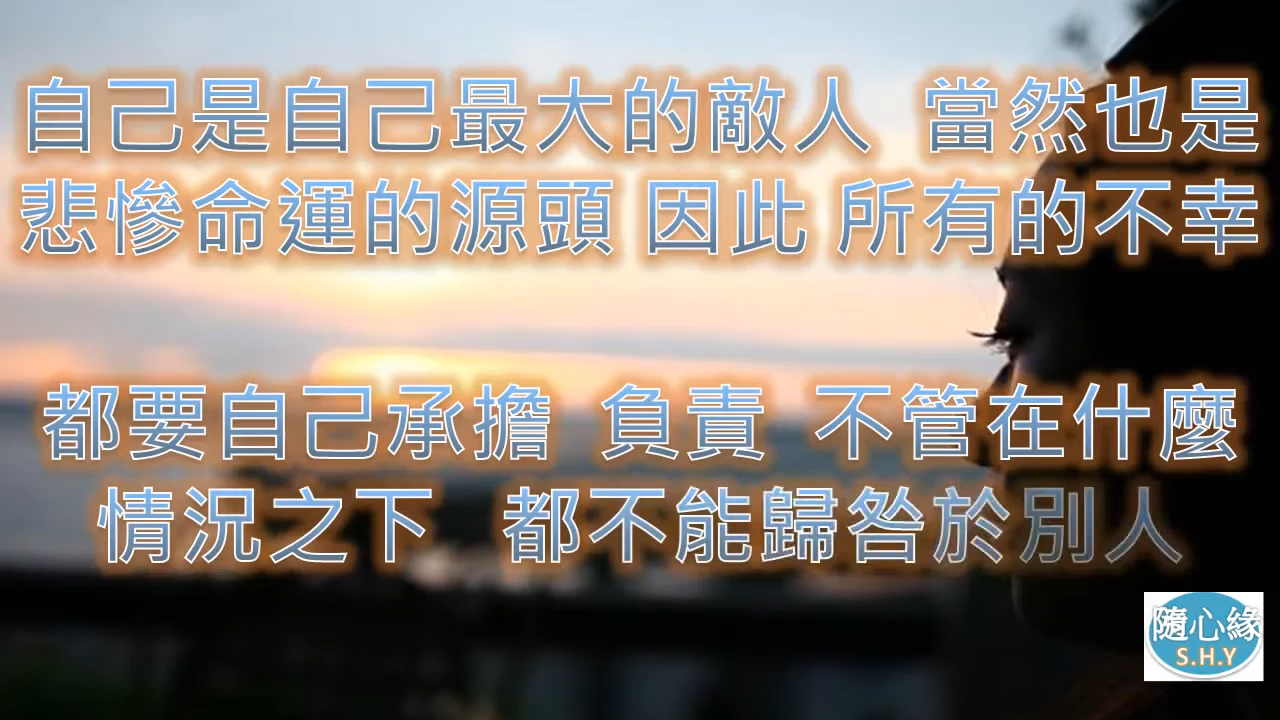 自己是自己最大的敵人 當然也是
悲慘命運的源頭 因此 所有的不幸
都要自己承擔 負責 不管在什麼
情況之下 都不能歸咎於別人
隨心緣
S.H.Y